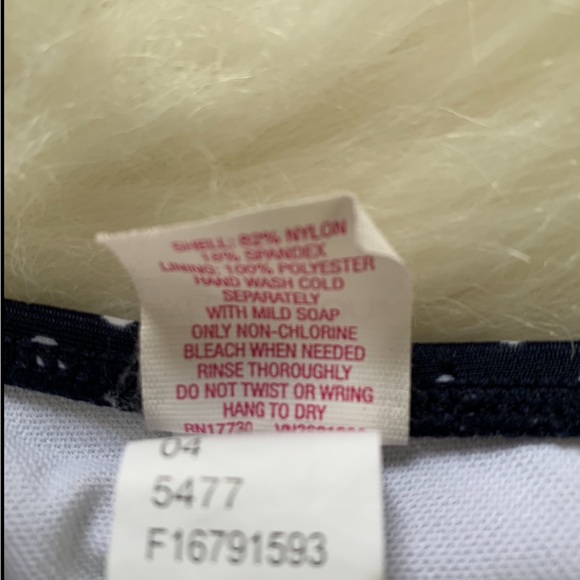 SHELL: 82% NYLON
18% SPANDEX
LINING: 100% POLYESTER
HAND WASH COLD
SEPARATELY
WITH MILD SOAP
ONLY NON-CHLORINE
BLEACH WHEN NEEDED
RINSE THOROUGHLY
DO NOT TWIST OR WRING
HANG TO DRY
RN17730
04
5477
F16791593